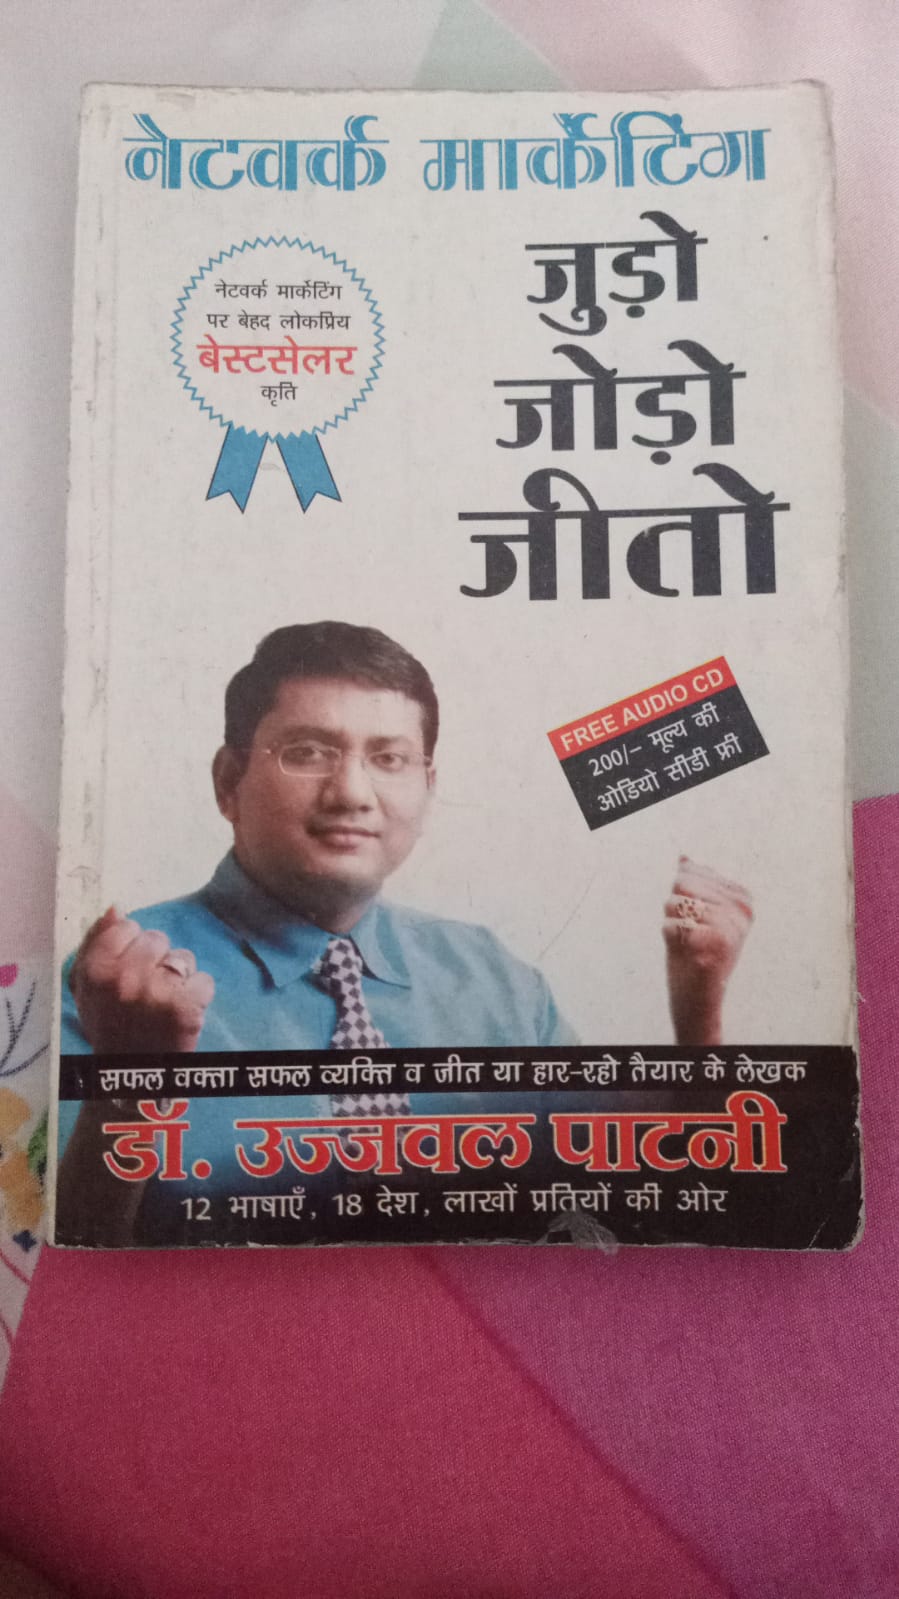 नेटवर्क मार्केटिंग
जुड़ो
जोड़ो
जीतो
नेटवर्क मार्केटिंग
पर बेहद लोकप्रिय
बेस्टसेलर
कृति
FREE AUDIO CD
200/- मूल्य की
ओडियो सीडी फ्री
सफल वक्ता सफल व्यक्ति व जीत या हार-रहो तैयार के लेखक
डॉ. उज्जवल पाटनी
12 भाषाएँ, 18 देश, लाखों प्रतियों की ओर